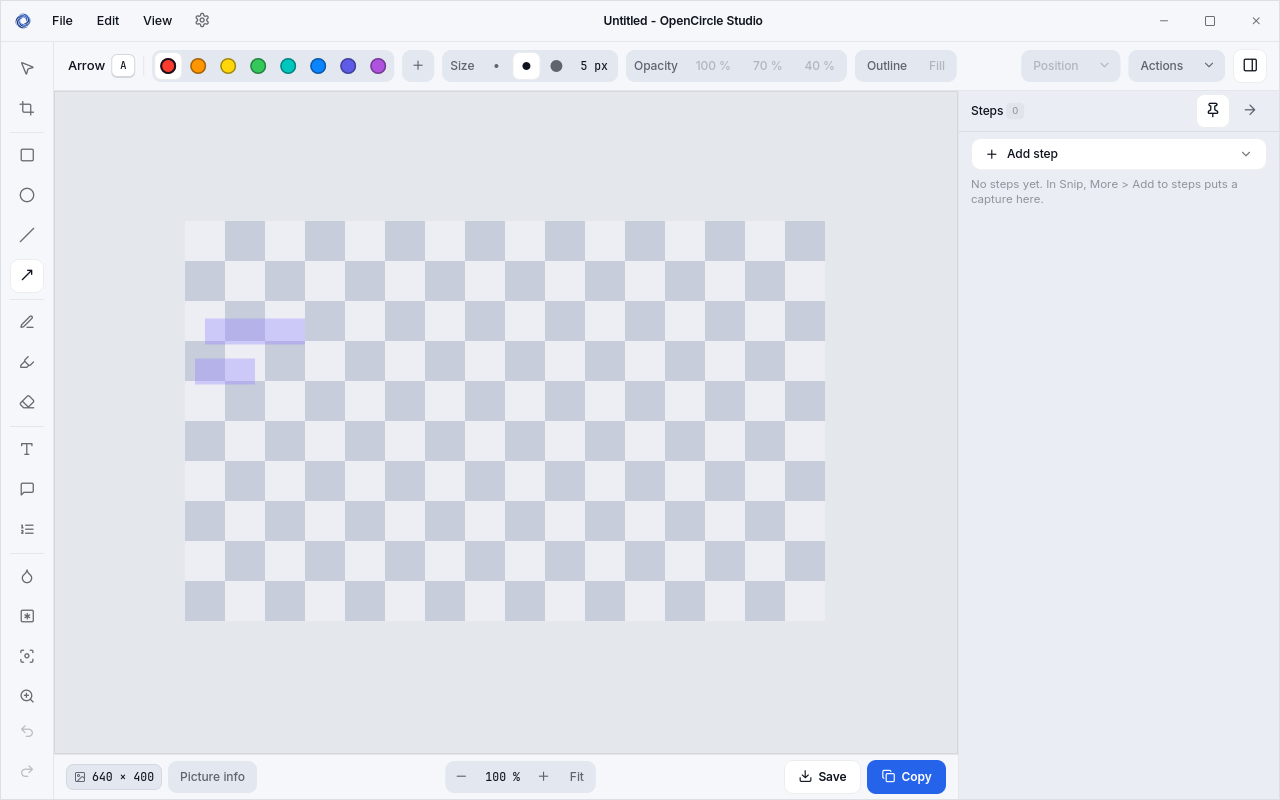 File Edit View
Untitled - OpenCircle Studio
Arrow A
Size 5 px
Opacity 100 % 70 % 40 %
Outline Fill
Position
Actions
Steps 0
Add step
No steps yet. In Snip, More > Add to steps puts a
capture here.
640 × 400
Picture info
100 %
Fit
Save
Copy